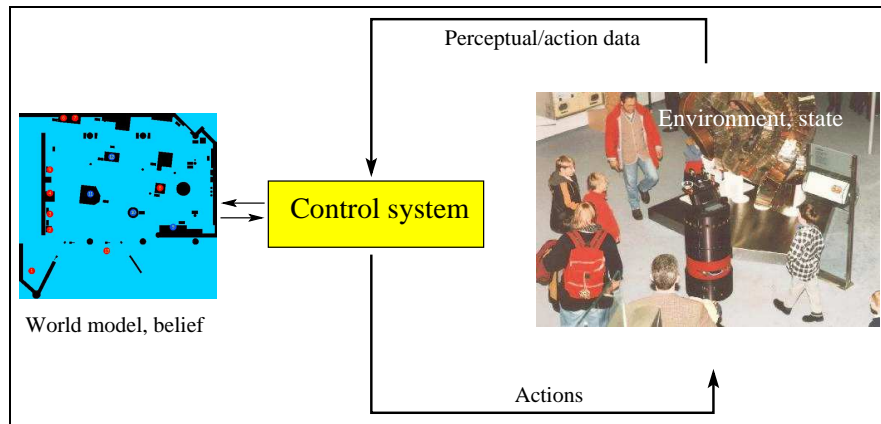 Perceptual/action data
Environment, state
Control system
World model, belief
Actions